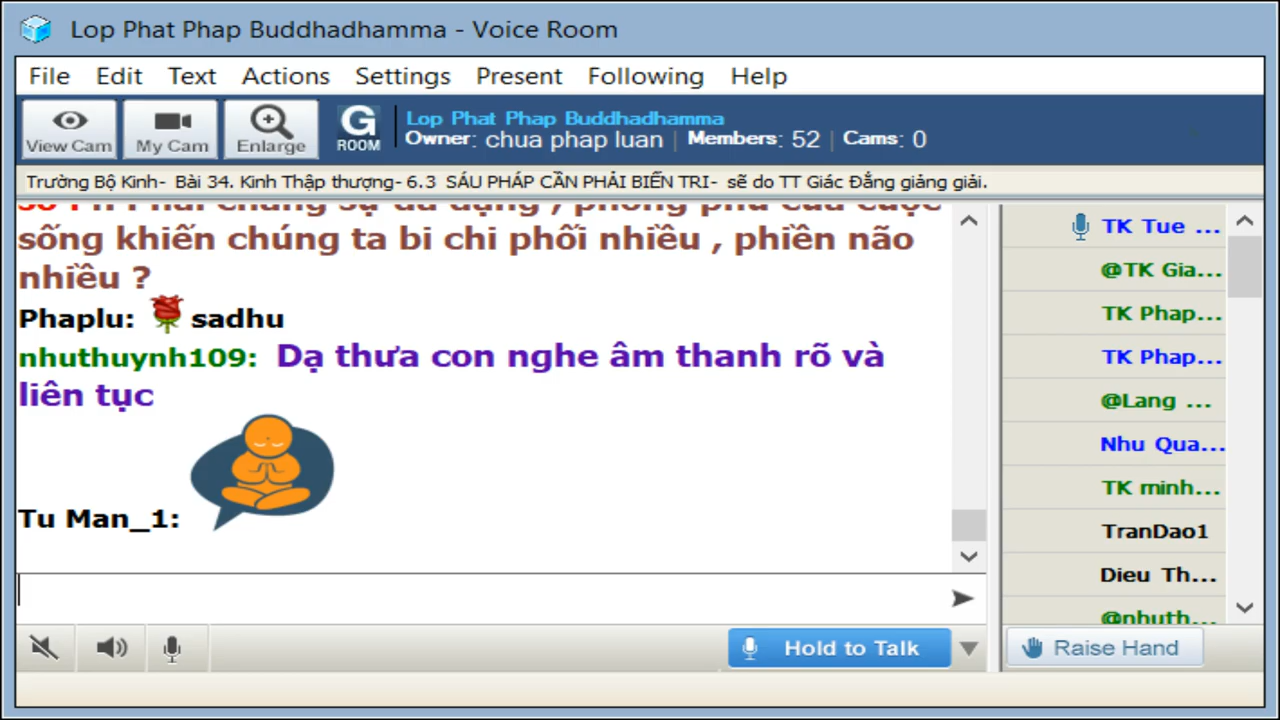 Lop Phat Phap Buddhadhamma - Voice Room
File Edit Text Actions Settings Present Following Help
View Cam My Cam Enlarge G ROOM
Lop Phat Phap Buddhadhamma
Owner: chua phap luan | Members: 52 | Cams: 0
Trường Bộ Kinh- Bài 34. Kinh Thập thượng- 6.3 SÁU PHÁP CẦN PHẢI BIẾN TRI- sẽ do TT Giác Đẳng giảng giải.
sống khiến chúng ta bi chi phối nhiều , phiền não
nhiều ?
Phaplu: sadhu
nhuthuynh109: Dạ thưa con nghe âm thanh rõ và
liên tục
Tu Man_1:
TK Tue ...
@TK Gia...
TK Phap...
TK Phap...
@Lang ...
Nhu Qua...
TK minh...
TranDao1
Dieu Th...
@nhuth...
Hold to Talk
Raise Hand